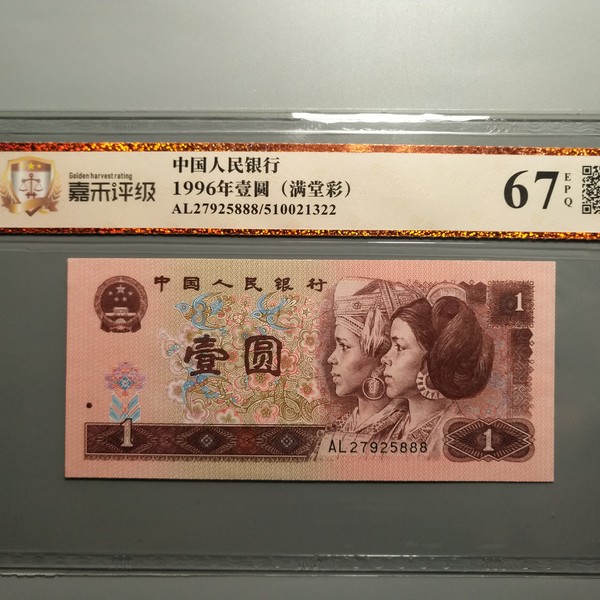 Golden harvest rating
嘉禾评级
中国人民银行
1996年壹圆（满堂彩）
AL27925888/510021322
67
EPQ
中国人民银行
1
壹圆
1
AL27925888
1